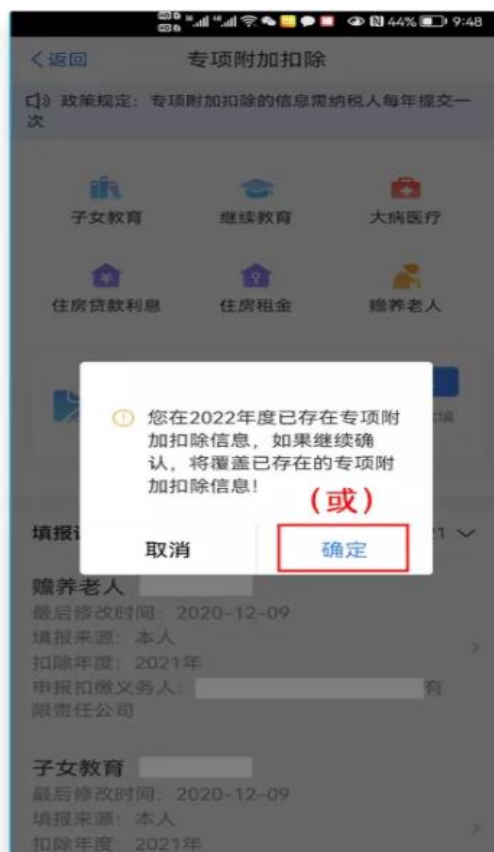 44% 9:48
返回 专项附加扣除
政策规定：专项附加扣除的信息需纳税人每年提交一
次
子女教育 继续教育 大病医疗
住房贷款利息 住房租金 赡养老人
您在2022年度已存在专项附
加扣除信息，如果继续确
认，将覆盖已存在的专项附
加扣除信息！
（或）
取消 确定
填报
赡养老人
最后修改时间：2020-12-09
填报来源：本人
扣除年度：2021年
申报扣缴义务人：
有
限责任公司
子女教育
最后修改时间：2020-12-09
填报来源：本人
扣除年度：2021年